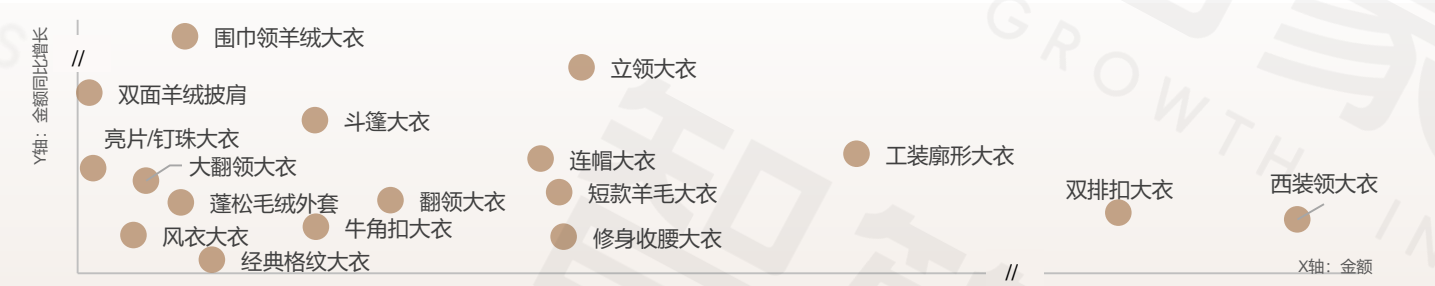 Y轴：金额同比增长
//
围巾领羊绒大衣
立领大衣
双面羊绒披肩
斗篷大衣
亮片/钉珠大衣
大翻领大衣
连帽大衣
工装廓形大衣
蓬松毛绒外套
翻领大衣
短款羊毛大衣
双排扣大衣
西装领大衣
风衣大衣
牛角扣大衣
修身收腰大衣
经典格纹大衣
//
X轴：金额
S
GROWTH IN
智
家